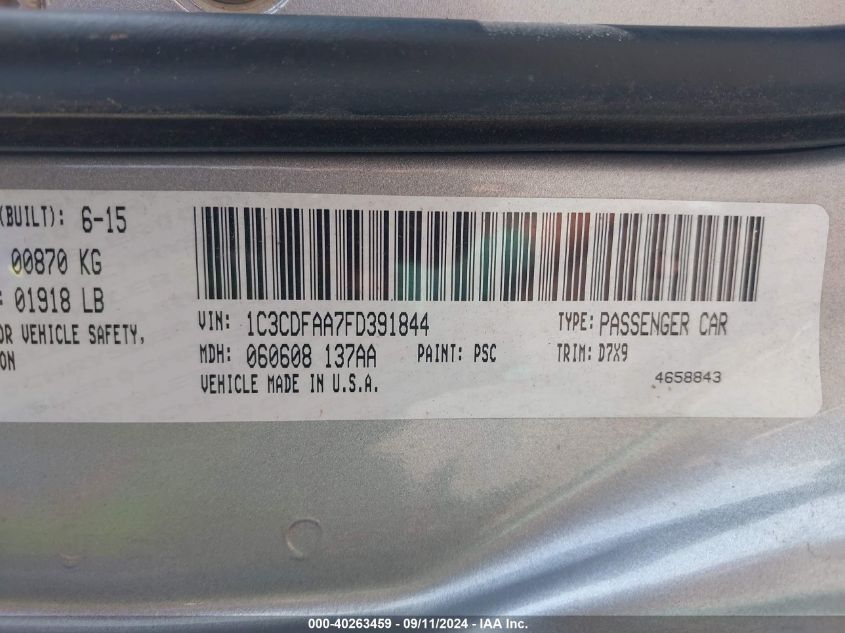 (BUILT): 6-15
00870 KG
: 01918 LB
OR VEHICLE SAFETY,
ON
VIN: 1C3CDFAA7FD391844 TYPE: PASSENGER CAR
MDH: 060608 137AA PAINT: PSC TRIM: D7X9
VEHICLE MADE IN U.S.A. 4658843
000-40263459 - 09/11/2024 - IAA Inc.